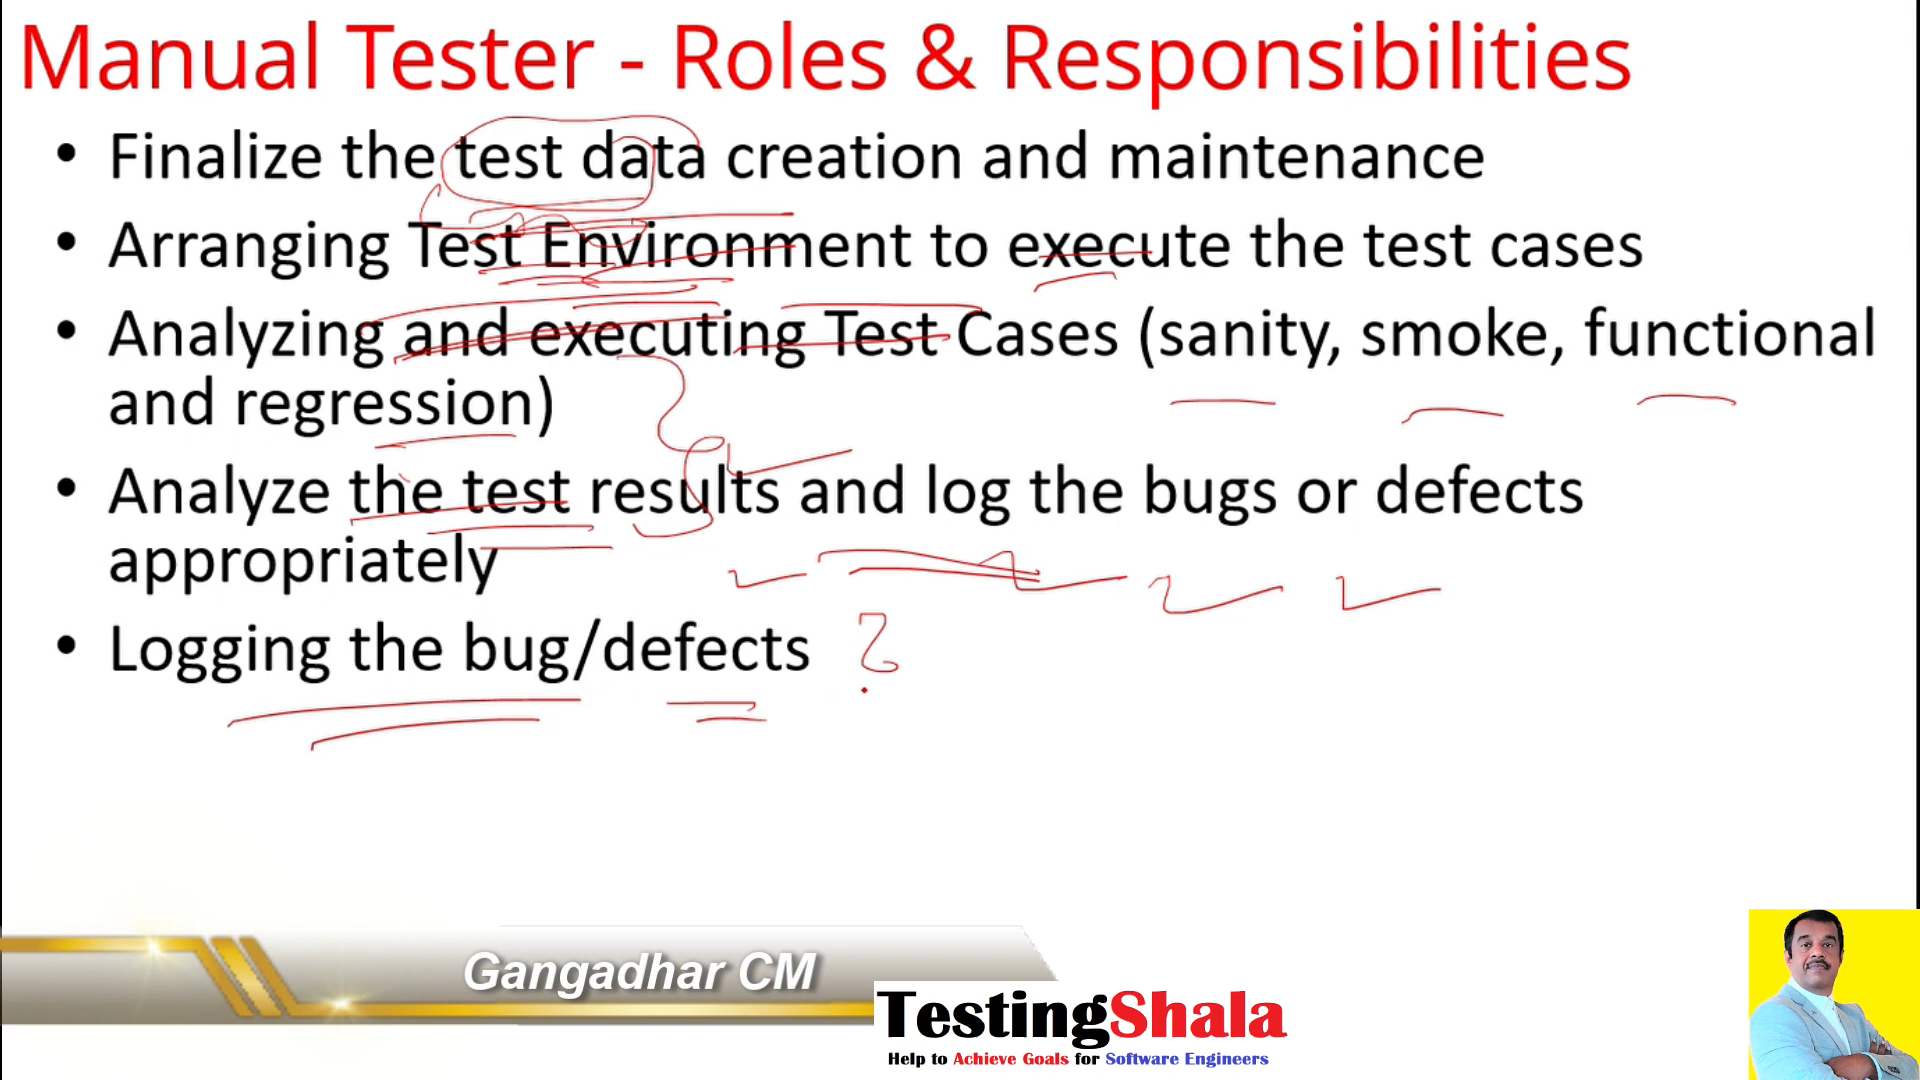 Manual Tester - Roles & Responsibilities
• Finalize the test data creation and maintenance
• Arranging Test Environment to execute the test cases
• Analyzing and executing Test Cases (sanity, smoke, functional
and regression)
• Analyze the test results and log the bugs or defects
appropriately
• Logging the bug/defects ?
Gangadhar CM
TestingShala
Help to Achieve Goals for Software Engineers